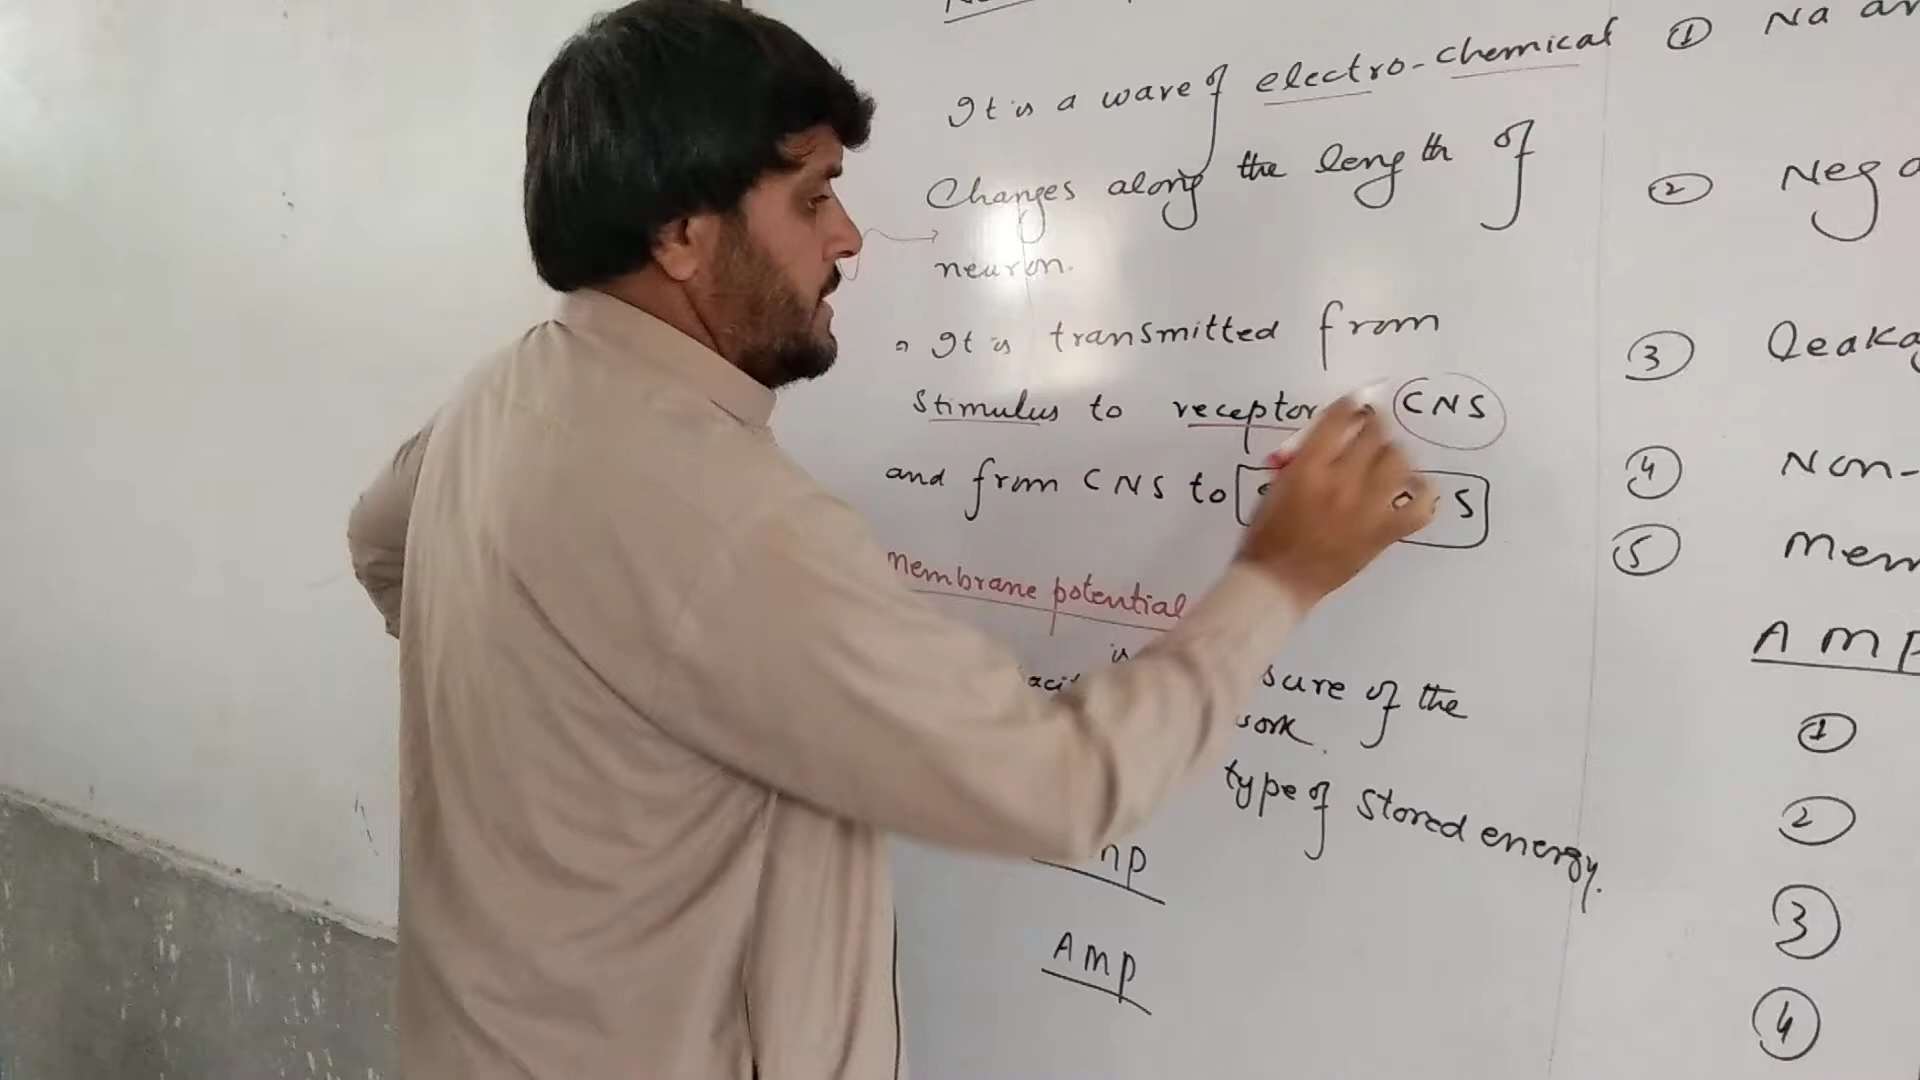 It is a wave of electro-chemical
Changes along the length of
neuron.
It is transmitted from
Stimulus to receptor CNS
and from CNS to
membrane potential
is
sure of the
work.
type of stored energy.
mp
AMP
① Na
② Neg
③ leaka
④ Non-
⑤ Mem
AMP
①
②
③
④